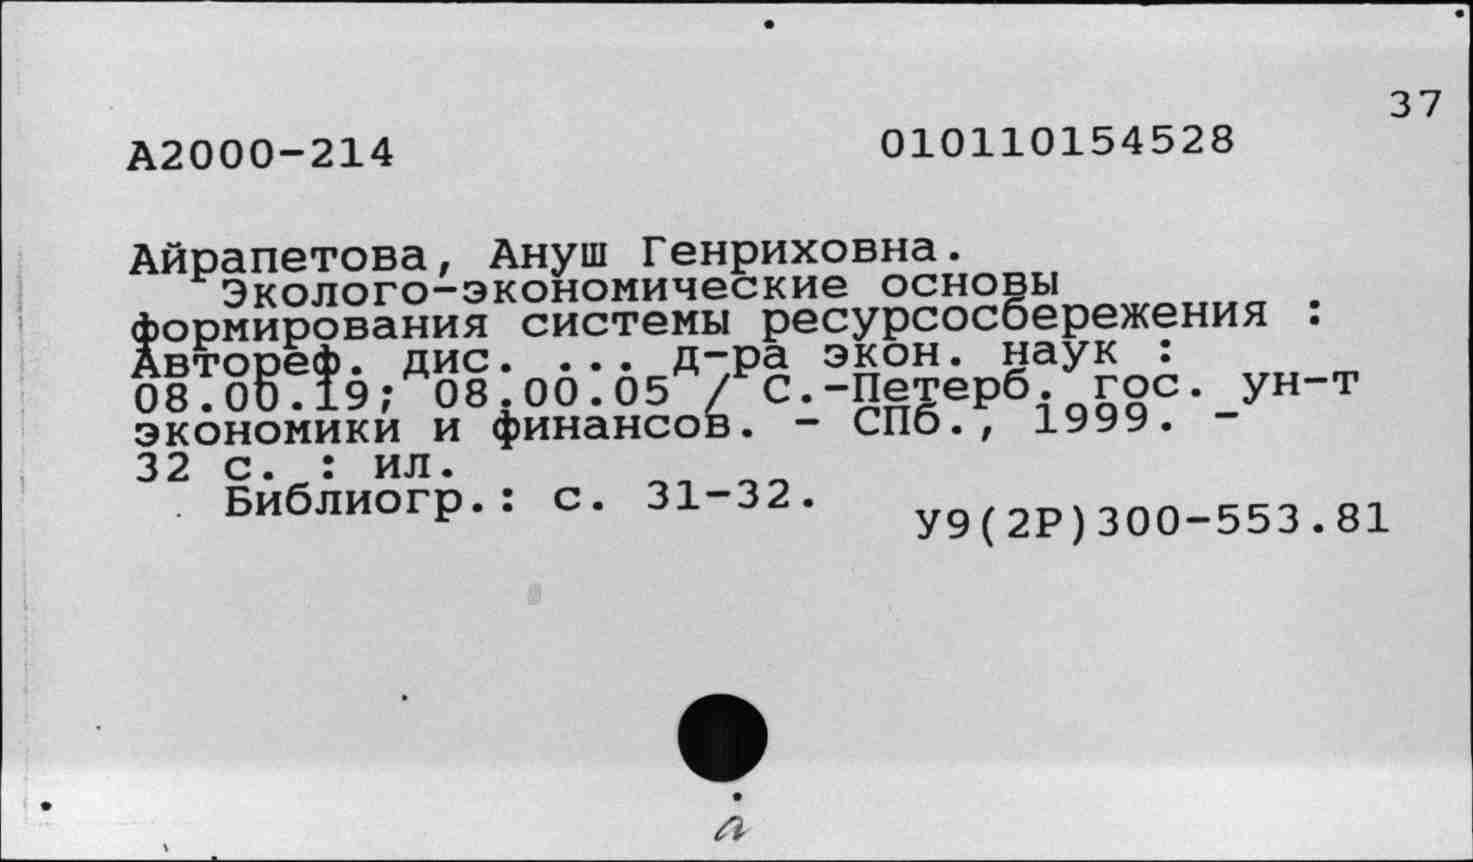 37
А2000-214 010110154528
Айрапетова, Ануш Генриховна.
Эколого-экономические основы
формирования системы ресурсосбережения :
Автореф. дис. ... д-ра экон. наук :
08.00.19; 08.00.05 / С.-Петерб. гос. ун-т
экономики и финансов. - СПб., 1999. -
32 с. : ил.
Библиогр.: с. 31-32.
У9(2Р)300-553.81
а